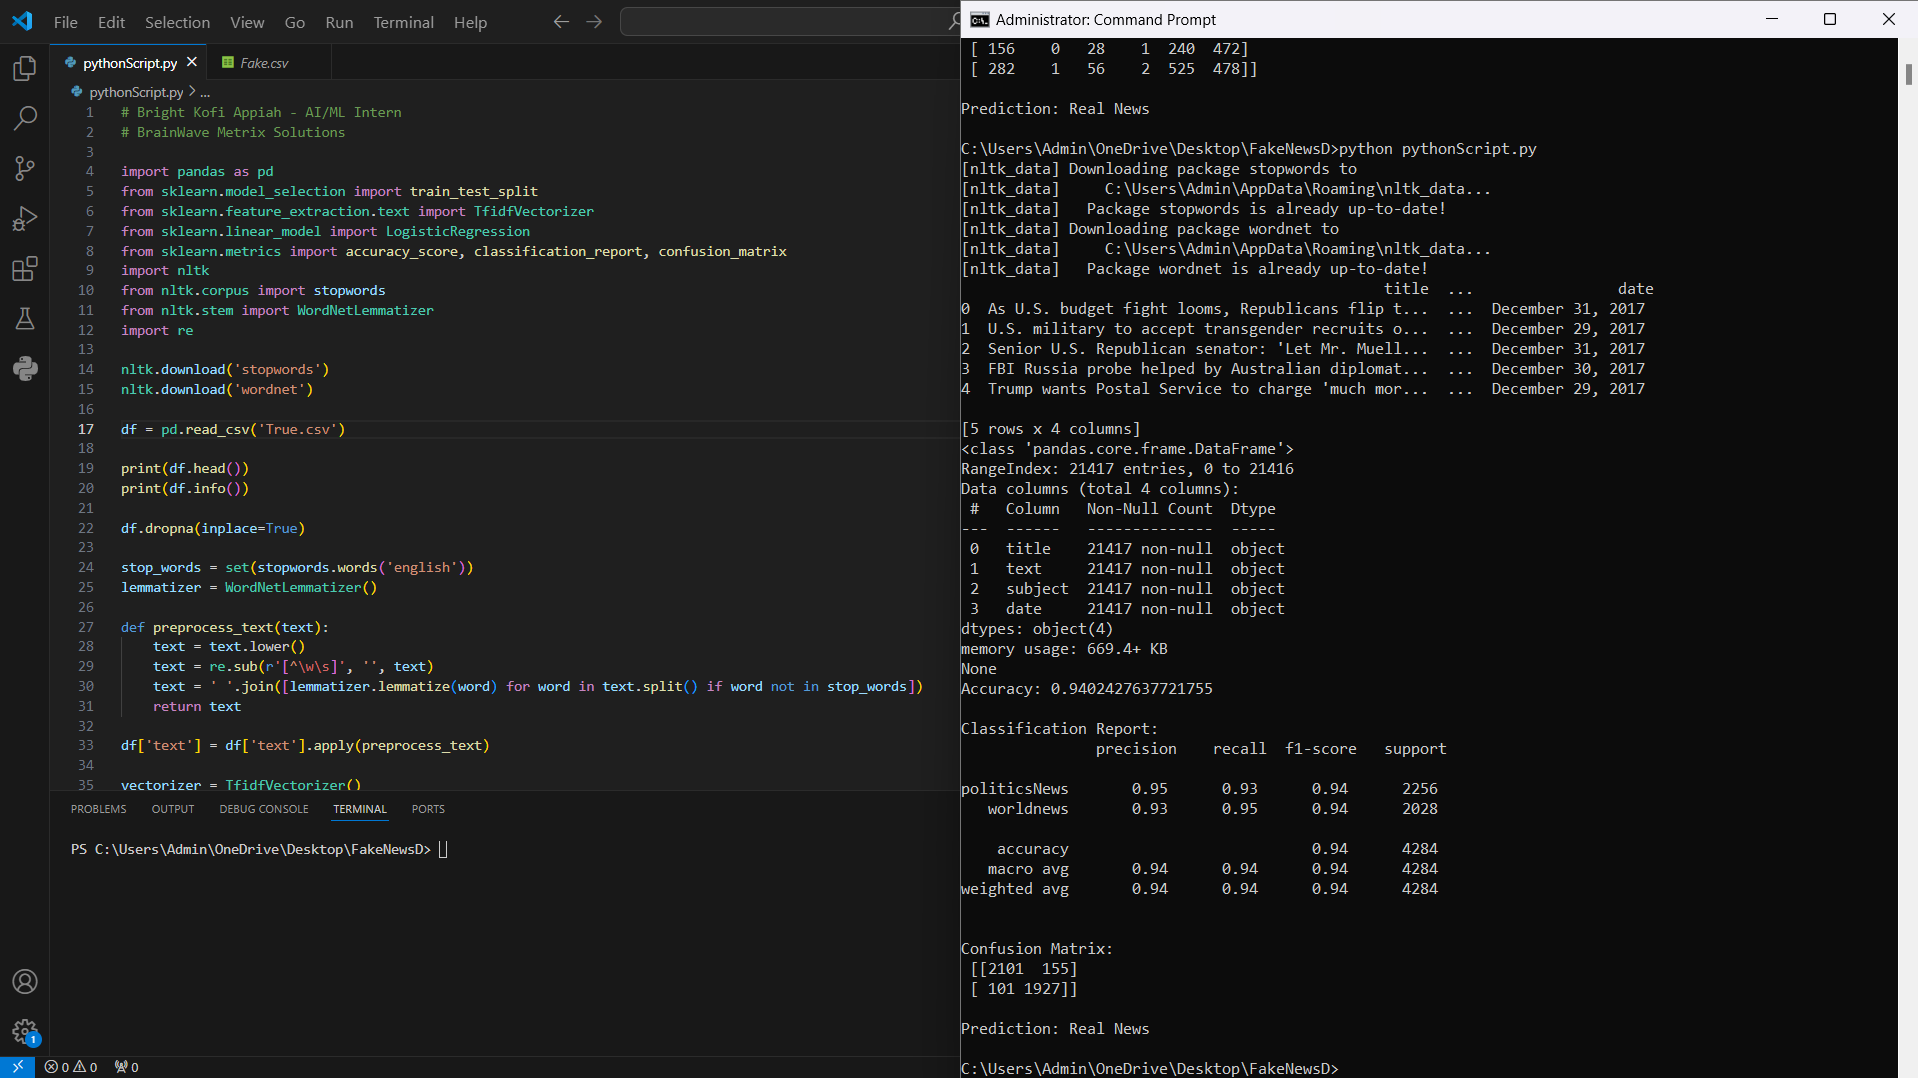 File Edit Selection View Go Run Terminal Help
pythonScript.py
Fake.csv
pythonScript.py > ...
1 # Bright Kofi Appiah - AI/ML Intern
2 # BrainWave Metrix Solutions
3
4 import pandas as pd
5 from sklearn.model_selection import train_test_split
6 from sklearn.feature_extraction.text import TfidfVectorizer
7 from sklearn.linear_model import LogisticRegression
8 from sklearn.metrics import accuracy_score, classification_report, confusion_matrix
9 import nltk
10 from nltk.corpus import stopwords
11 from nltk.stem import WordNetLemmatizer
12 import re
13
14 nltk.download('stopwords')
15 nltk.download('wordnet')
16
17 df = pd.read_csv('True.csv')
18
19 print(df.head())
20 print(df.info())
21
22 df.dropna(inplace=True)
23
24 stop_words = set(stopwords.words('english'))
25 lemmatizer = WordNetLemmatizer()
26
27 def preprocess_text(text):
28     text = text.lower()
29     text = re.sub(r'[^\w\s]', '', text)
30     text = ' '.join([lemmatizer.lemmatize(word) for word in text.split() if word not in stop_words])
31     return text
32
33 df['text'] = df['text'].apply(preprocess_text)
34
35 vectorizer = TfidfVectorizer()
PROBLEMS OUTPUT DEBUG CONSOLE TERMINAL PORTS
PS C:\Users\Admin\OneDrive\Desktop\FakeNewsD>
1
0 0 0
Administrator: Command Prompt
[ 156    0   28    1  240  472]
[ 282    1   56    2  525  478]]
Prediction: Real News
C:\Users\Admin\OneDrive\Desktop\FakeNewsD>python pythonScript.py
[nltk_data] Downloading package stopwords to
[nltk_data]     C:\Users\Admin\AppData\Roaming\nltk_data...
[nltk_data]   Package stopwords is already up-to-date!
[nltk_data] Downloading package wordnet to
[nltk_data]     C:\Users\Admin\AppData\Roaming\nltk_data...
[nltk_data]   Package wordnet is already up-to-date!
title ... date
0  As U.S. budget fight looms, Republicans flip t...  ...  December 31, 2017
1  U.S. military to accept transgender recruits o...  ...  December 29, 2017
2  Senior U.S. Republican senator: 'Let Mr. Muell...  ...  December 31, 2017
3  FBI Russia probe helped by Australian diplomat...  ...  December 30, 2017
4  Trump wants Postal Service to charge 'much mor...  ...  December 29, 2017
[5 rows x 4 columns]
<class 'pandas.core.frame.DataFrame'>
RangeIndex: 21417 entries, 0 to 21416
Data columns (total 4 columns):
#   Column   Non-Null Count  Dtype
---  ------   --------------  -----
0   title    21417 non-null  object
1   text     21417 non-null  object
2   subject  21417 non-null  object
3   date     21417 non-null  object
dtypes: object(4)
memory usage: 669.4+ KB
None
Accuracy: 0.9402427637721755
Classification Report:
precision    recall  f1-score   support
politicsNews       0.95      0.93      0.94      2256
worldnews       0.93      0.95      0.94      2028
accuracy                           0.94      4284
macro avg       0.94      0.94      0.94      4284
weighted avg       0.94      0.94      0.94      4284
Confusion Matrix:
[[2101  155]
[ 101 1927]]
Prediction: Real News
C:\Users\Admin\OneDrive\Desktop\FakeNewsD>